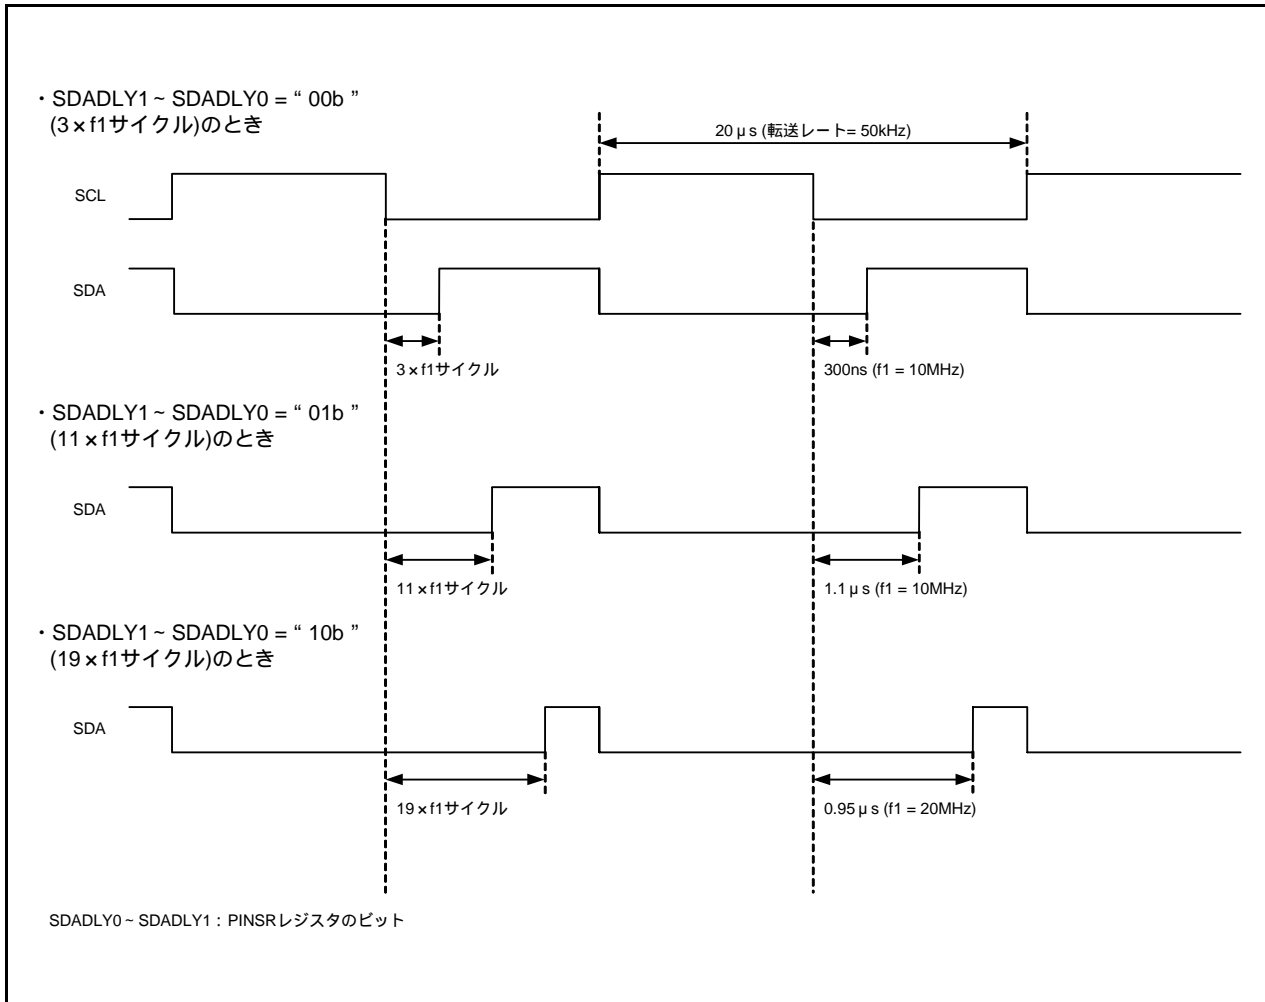 ・SDADLY1 ~ SDADLY0 = “ 00b ”
(3×f1サイクル)のとき
20 μ s (転送レート= 50kHz)
SCL
SDA
3×f1サイクル
300ns (f1 = 10MHz)
・SDADLY1 ~ SDADLY0 = “ 01b ”
(11×f1サイクル)のとき
SDA
11×f1サイクル
1.1 μ s (f1 = 10MHz)
・SDADLY1 ~ SDADLY0 = “ 10b ”
(19×f1サイクル)のとき
SDA
19×f1サイクル
0.95 μ s (f1 = 20MHz)
SDADLY0 ~ SDADLY1 : PINSRレジスタのビット